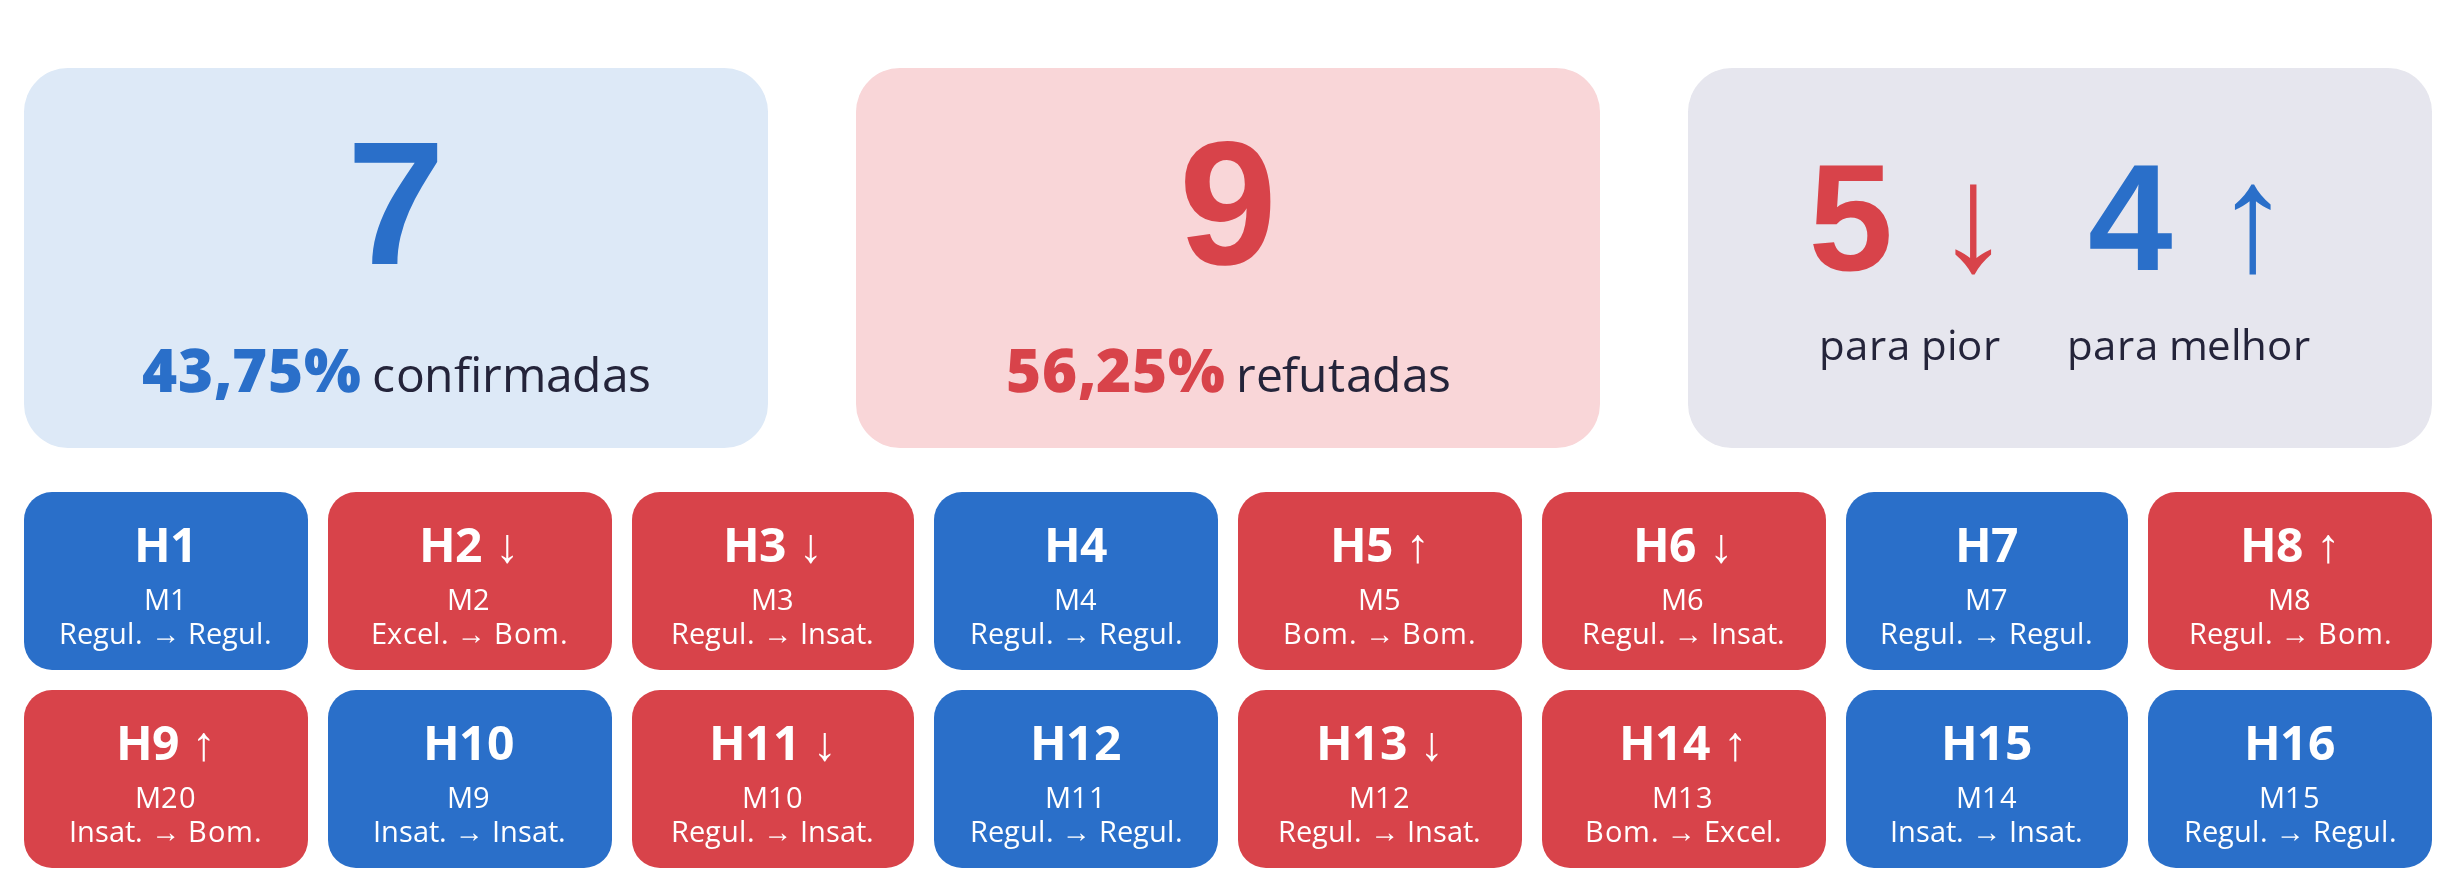 7
43,75% confirmadas
9
56,25% refutadas
5 ↓ 4 ↑
para pior para melhor
H1
M1
Regul. → Regul.
H2 ↓
M2
Excel. → Bom.
H3 ↓
M3
Regul. → Insat.
H4
M4
Regul. → Regul.
H5 ↑
M5
Bom. → Bom.
H6 ↓
M6
Regul. → Insat.
H7
M7
Regul. → Regul.
H8 ↑
M8
Regul. → Bom.
H9 ↑
M20
Insat. → Bom.
H10
M9
Insat. → Insat.
H11 ↓
M10
Regul. → Insat.
H12
M11
Regul. → Regul.
H13 ↓
M12
Regul. → Insat.
H14 ↑
M13
Bom. → Excel.
H15
M14
Insat. → Insat.
H16
M15
Regul. → Regul.